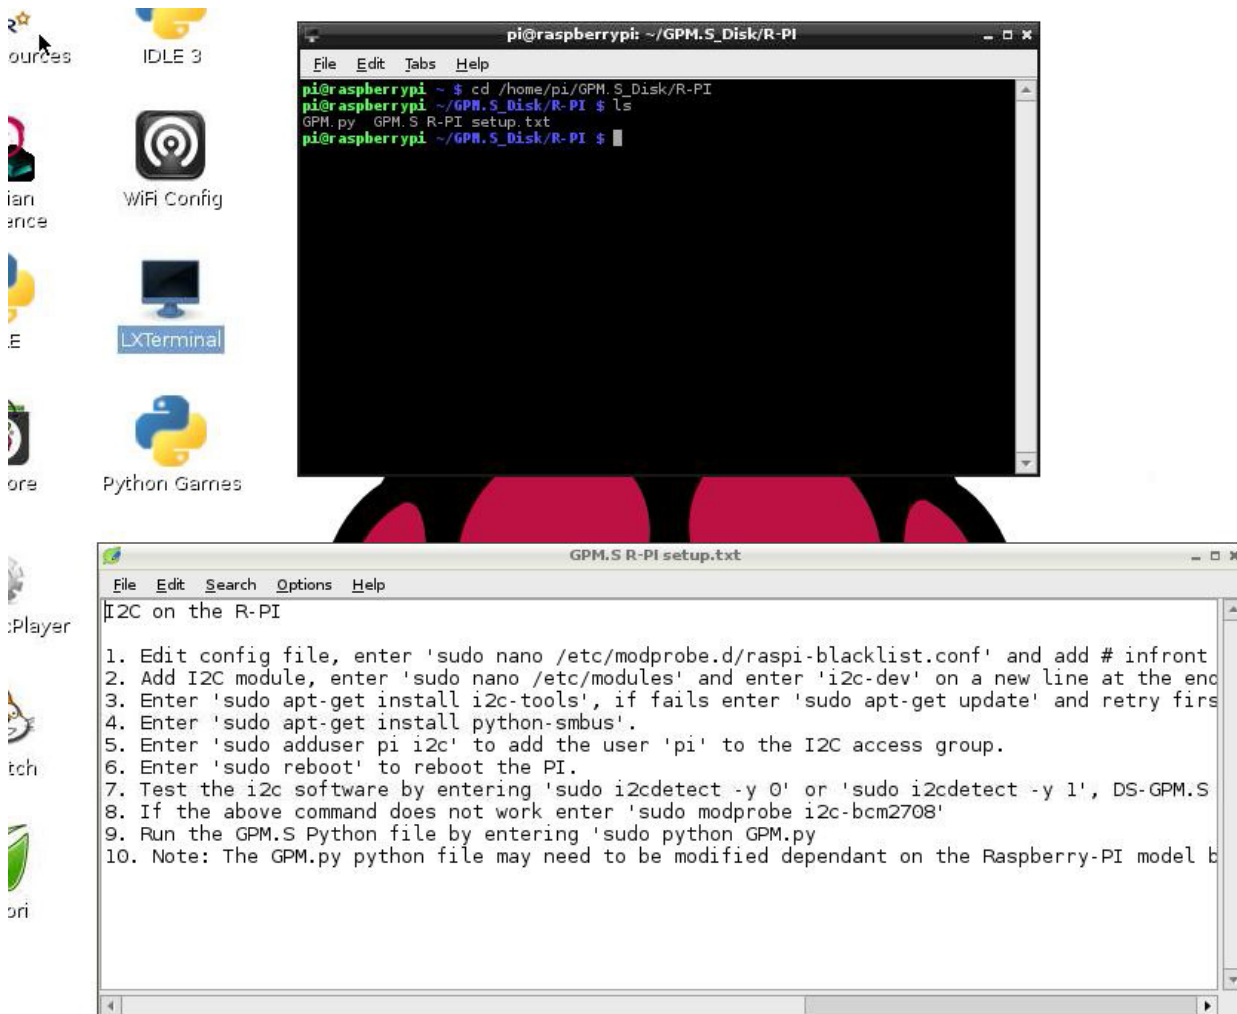 ources
IDLE 3
ian
ence
WiFi Config
E
LXTerminal
ore
Python Games
cPlayer
tch
ori
pi@raspberrypi: ~/GPM.S_Disk/R-PI
File Edit Tabs Help
pi@raspberrypi ~ $ cd /home/pi/GPM.S_Disk/R-PI
pi@raspberrypi ~/GPM.S_Disk/R-PI $ ls
GPM.py  GPM.S R-PI setup.txt
pi@raspberrypi ~/GPM.S_Disk/R-PI $
GPM.S R-PI setup.txt
File Edit Search Options Help
I2C on the R-PI
1. Edit config file, enter 'sudo nano /etc/modprobe.d/raspi-blacklist.conf' and add # infront
2. Add I2C module, enter 'sudo nano /etc/modules' and enter 'i2c-dev' on a new line at the end
3. Enter 'sudo apt-get install i2c-tools', if fails enter 'sudo apt-get update' and retry firs
4. Enter 'sudo apt-get install python-smbus'.
5. Enter 'sudo adduser pi i2c' to add the user 'pi' to the I2C access group.
6. Enter 'sudo reboot' to reboot the PI.
7. Test the i2c software by entering 'sudo i2cdetect -y 0' or 'sudo i2cdetect -y 1', DS-GPM.S
8. If the above command does not work enter 'sudo modprobe i2c-bcm2708'
9. Run the GPM.S Python file by entering 'sudo python GPM.py
10. Note: The GPM.py python file may need to be modified dependant on the Raspberry-PI model b